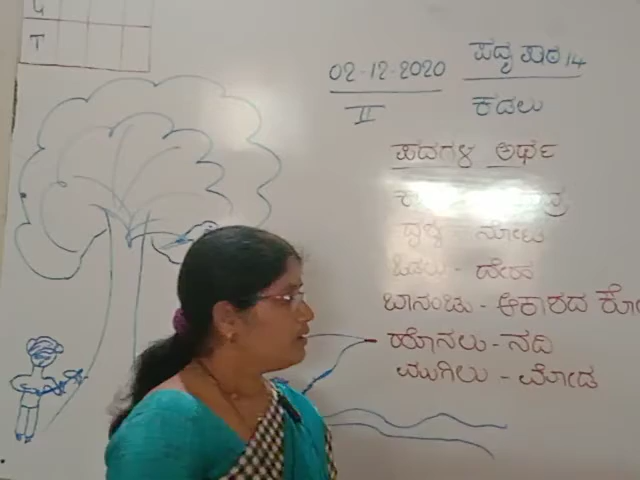 T
02-12-2020
ಪದ್ಯ ಪಾಠ 14
II
ಕಡಲು
ಪದಗಳ ಅರ್ಥ
ನೋಟ
ಒಡಲು - ದೇಹ
ಬಾನಂಚು - ಆಕಾಶದ
ಹೊನಲು - ನದಿ
ಮುಗಿಲು - ಮೋಡ